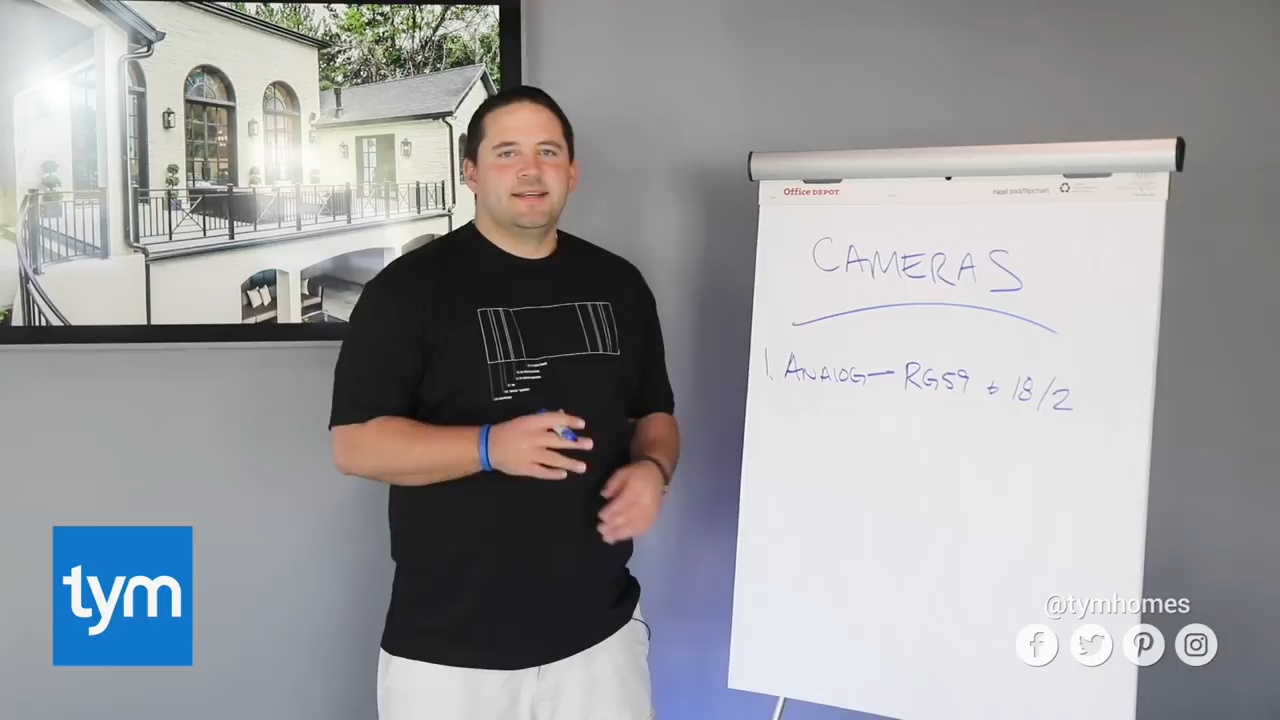 Office DEPOT
CAMERAS
1. ANALOG — RG59 + 18/2
tym
@tymhomes